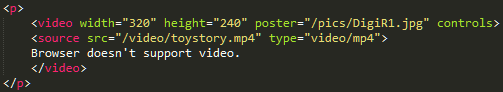 <p>
<video width="320" height="240" poster="/pics/DigiR1.jpg" controls>
<source src="/video/toystory.mp4" type="video/mp4">
Browser doesn't support video.
</video>
</p>